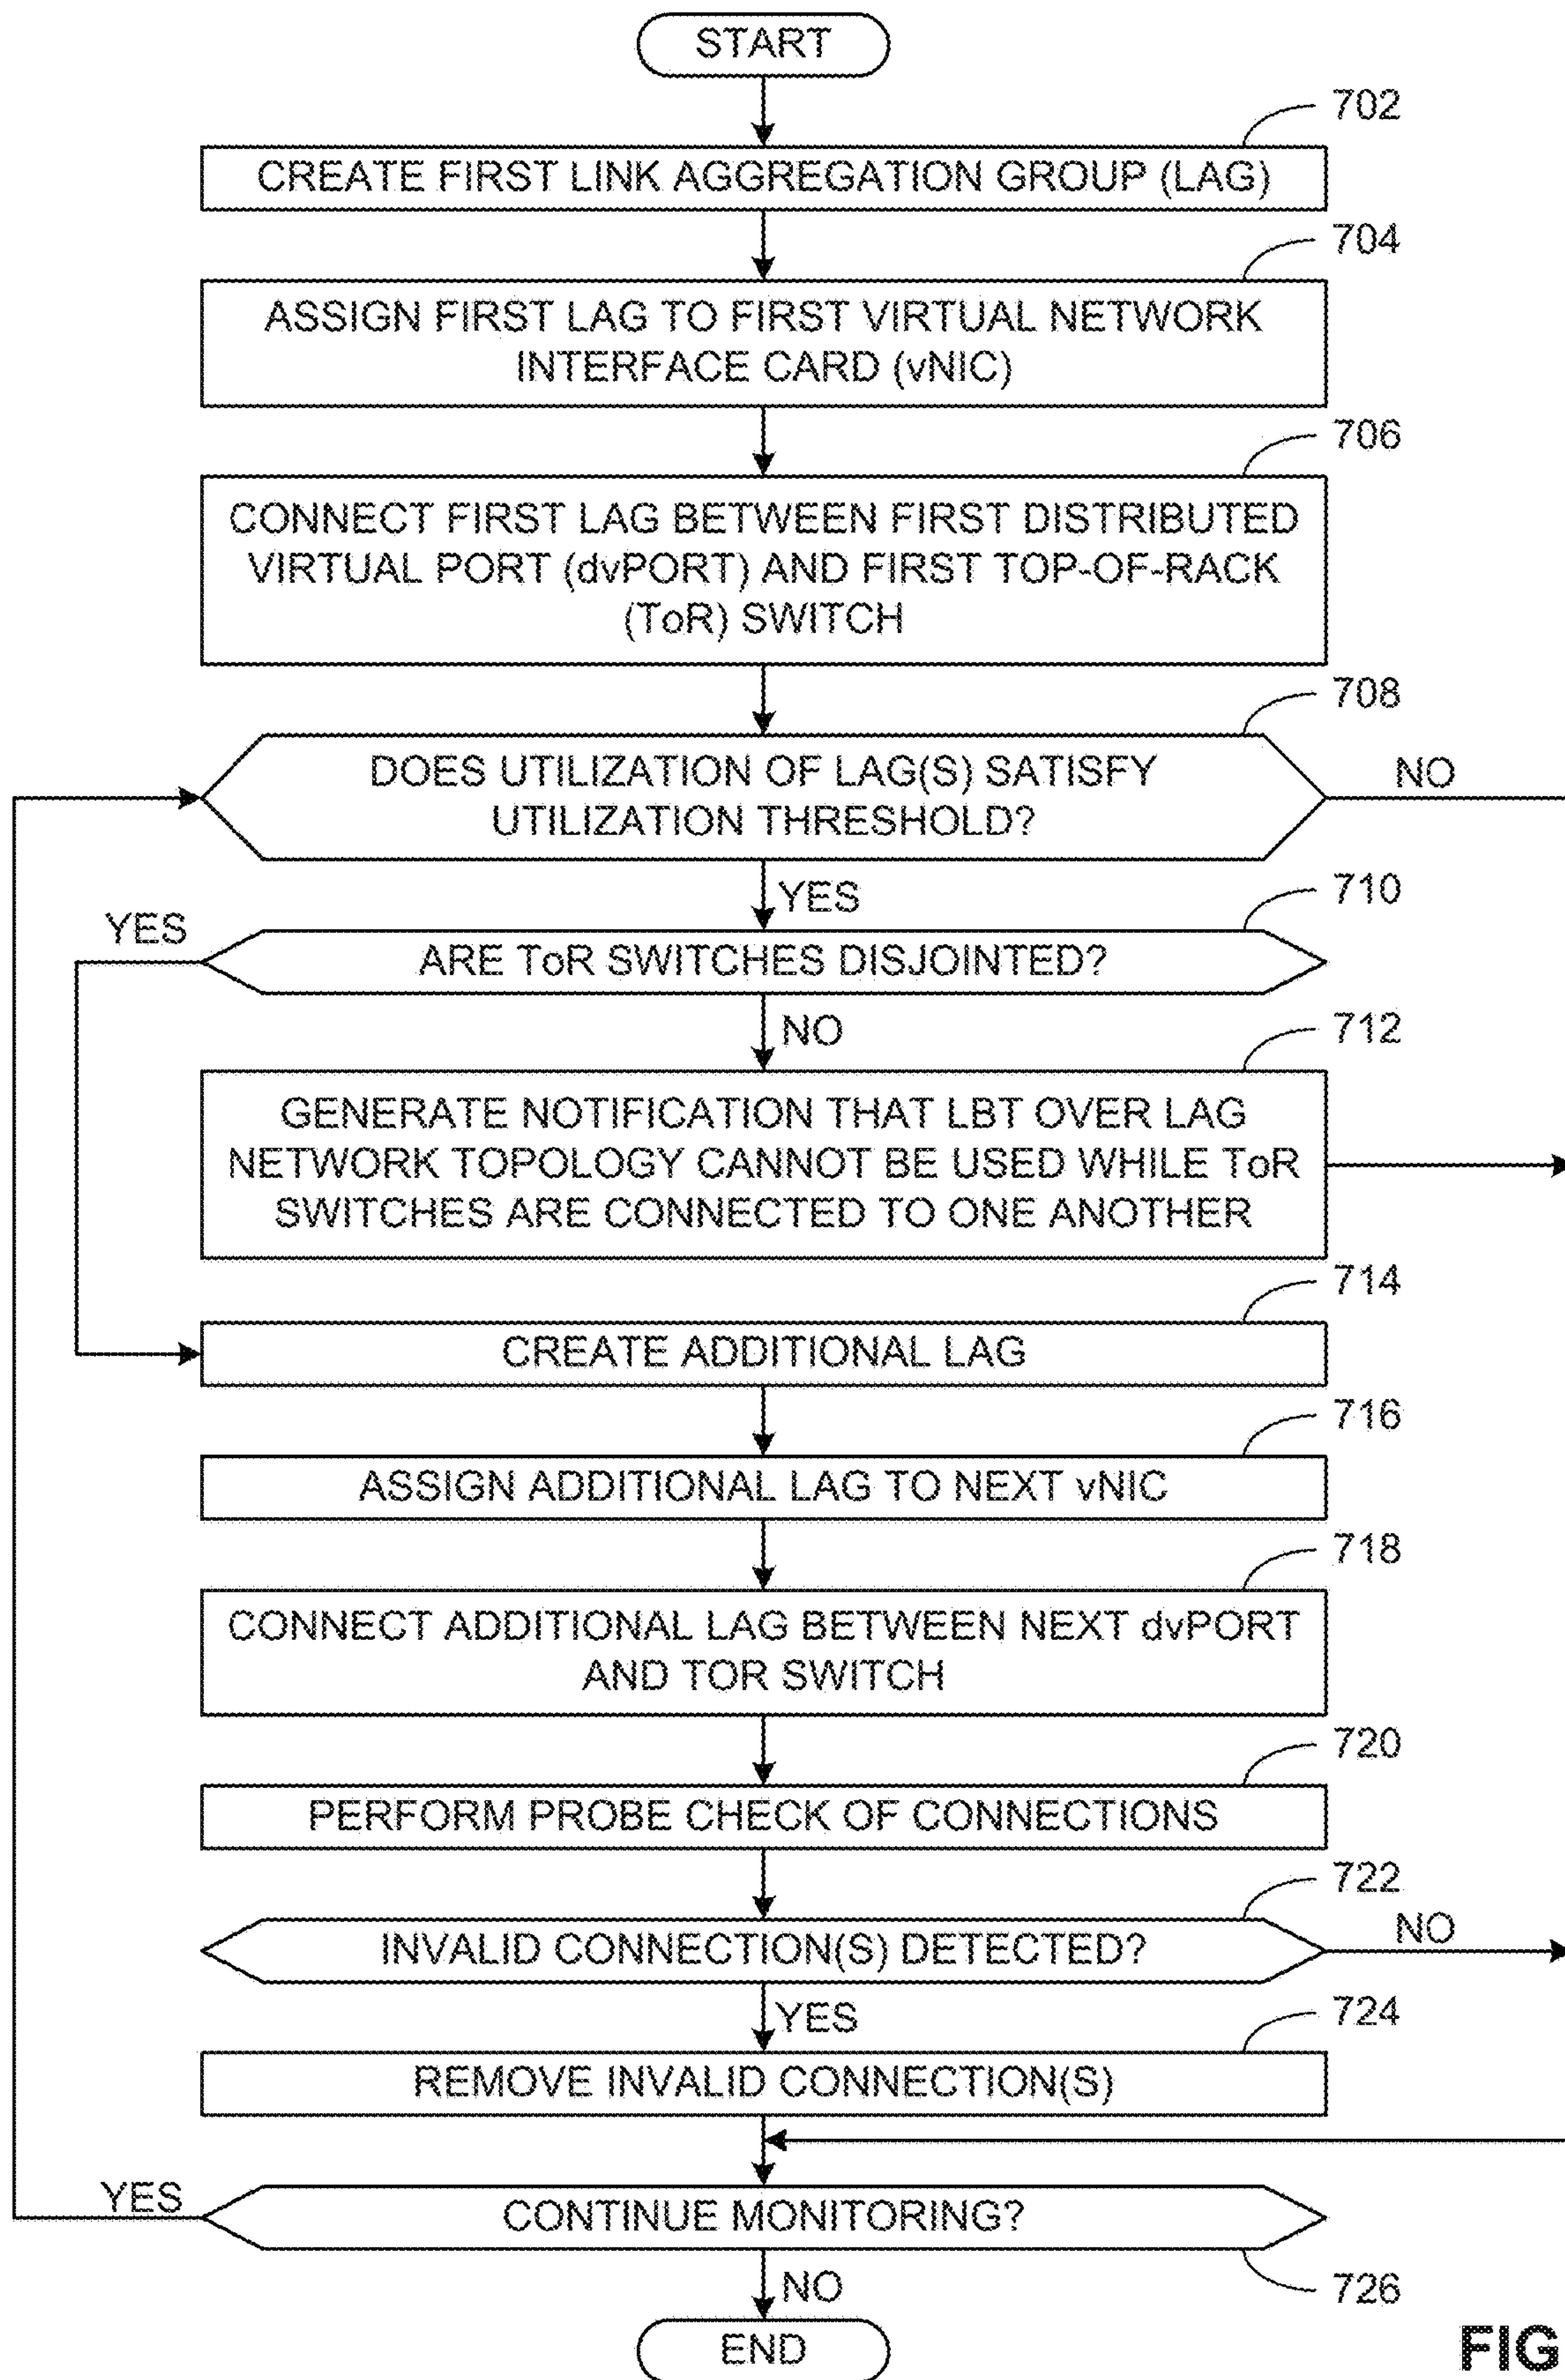 START
702
CREATE FIRST LINK AGGREGATION GROUP (LAG)
704
ASSIGN FIRST LAG TO FIRST VIRTUAL NETWORK
INTERFACE CARD (vNIC)
706
CONNECT FIRST LAG BETWEEN FIRST DISTRIBUTED
VIRTUAL PORT (dvPORT) AND FIRST TOP-OF-RACK
(ToR) SWITCH
708
DOES UTILIZATION OF LAG(S) SATISFY
UTILIZATION THRESHOLD?
NO
YES
710
YES
ARE ToR SWITCHES DISJOINTED?
NO
712
GENERATE NOTIFICATION THAT LBT OVER LAG
NETWORK TOPOLOGY CANNOT BE USED WHILE ToR
SWITCHES ARE CONNECTED TO ONE ANOTHER
714
CREATE ADDITIONAL LAG
716
ASSIGN ADDITIONAL LAG TO NEXT vNIC
718
CONNECT ADDITIONAL LAG BETWEEN NEXT dvPORT
AND TOR SWITCH
720
PERFORM PROBE CHECK OF CONNECTIONS
722
INVALID CONNECTION(S) DETECTED?
NO
YES
724
REMOVE INVALID CONNECTION(S)
YES
CONTINUE MONITORING?
NO
726
END
FIG